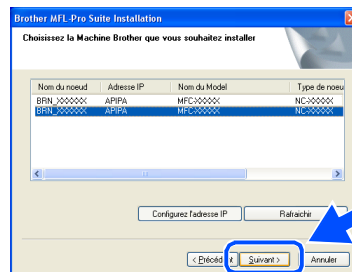 Brother MFL-Pro Suite Installation
Choisissez la Machine Brother que vous souhaitez installer
Nom du noeud Adresse IP Nom du Model Type de noeu
BRN_XXXXXX APIPA MFC-XXXXX NC-XXXXX
BRN_XXXXXX APIPA MFC-XXXXX NC-XXXXX
Configurez l'adresse IP Rafraichir
< Précédent Suivant > Annuler